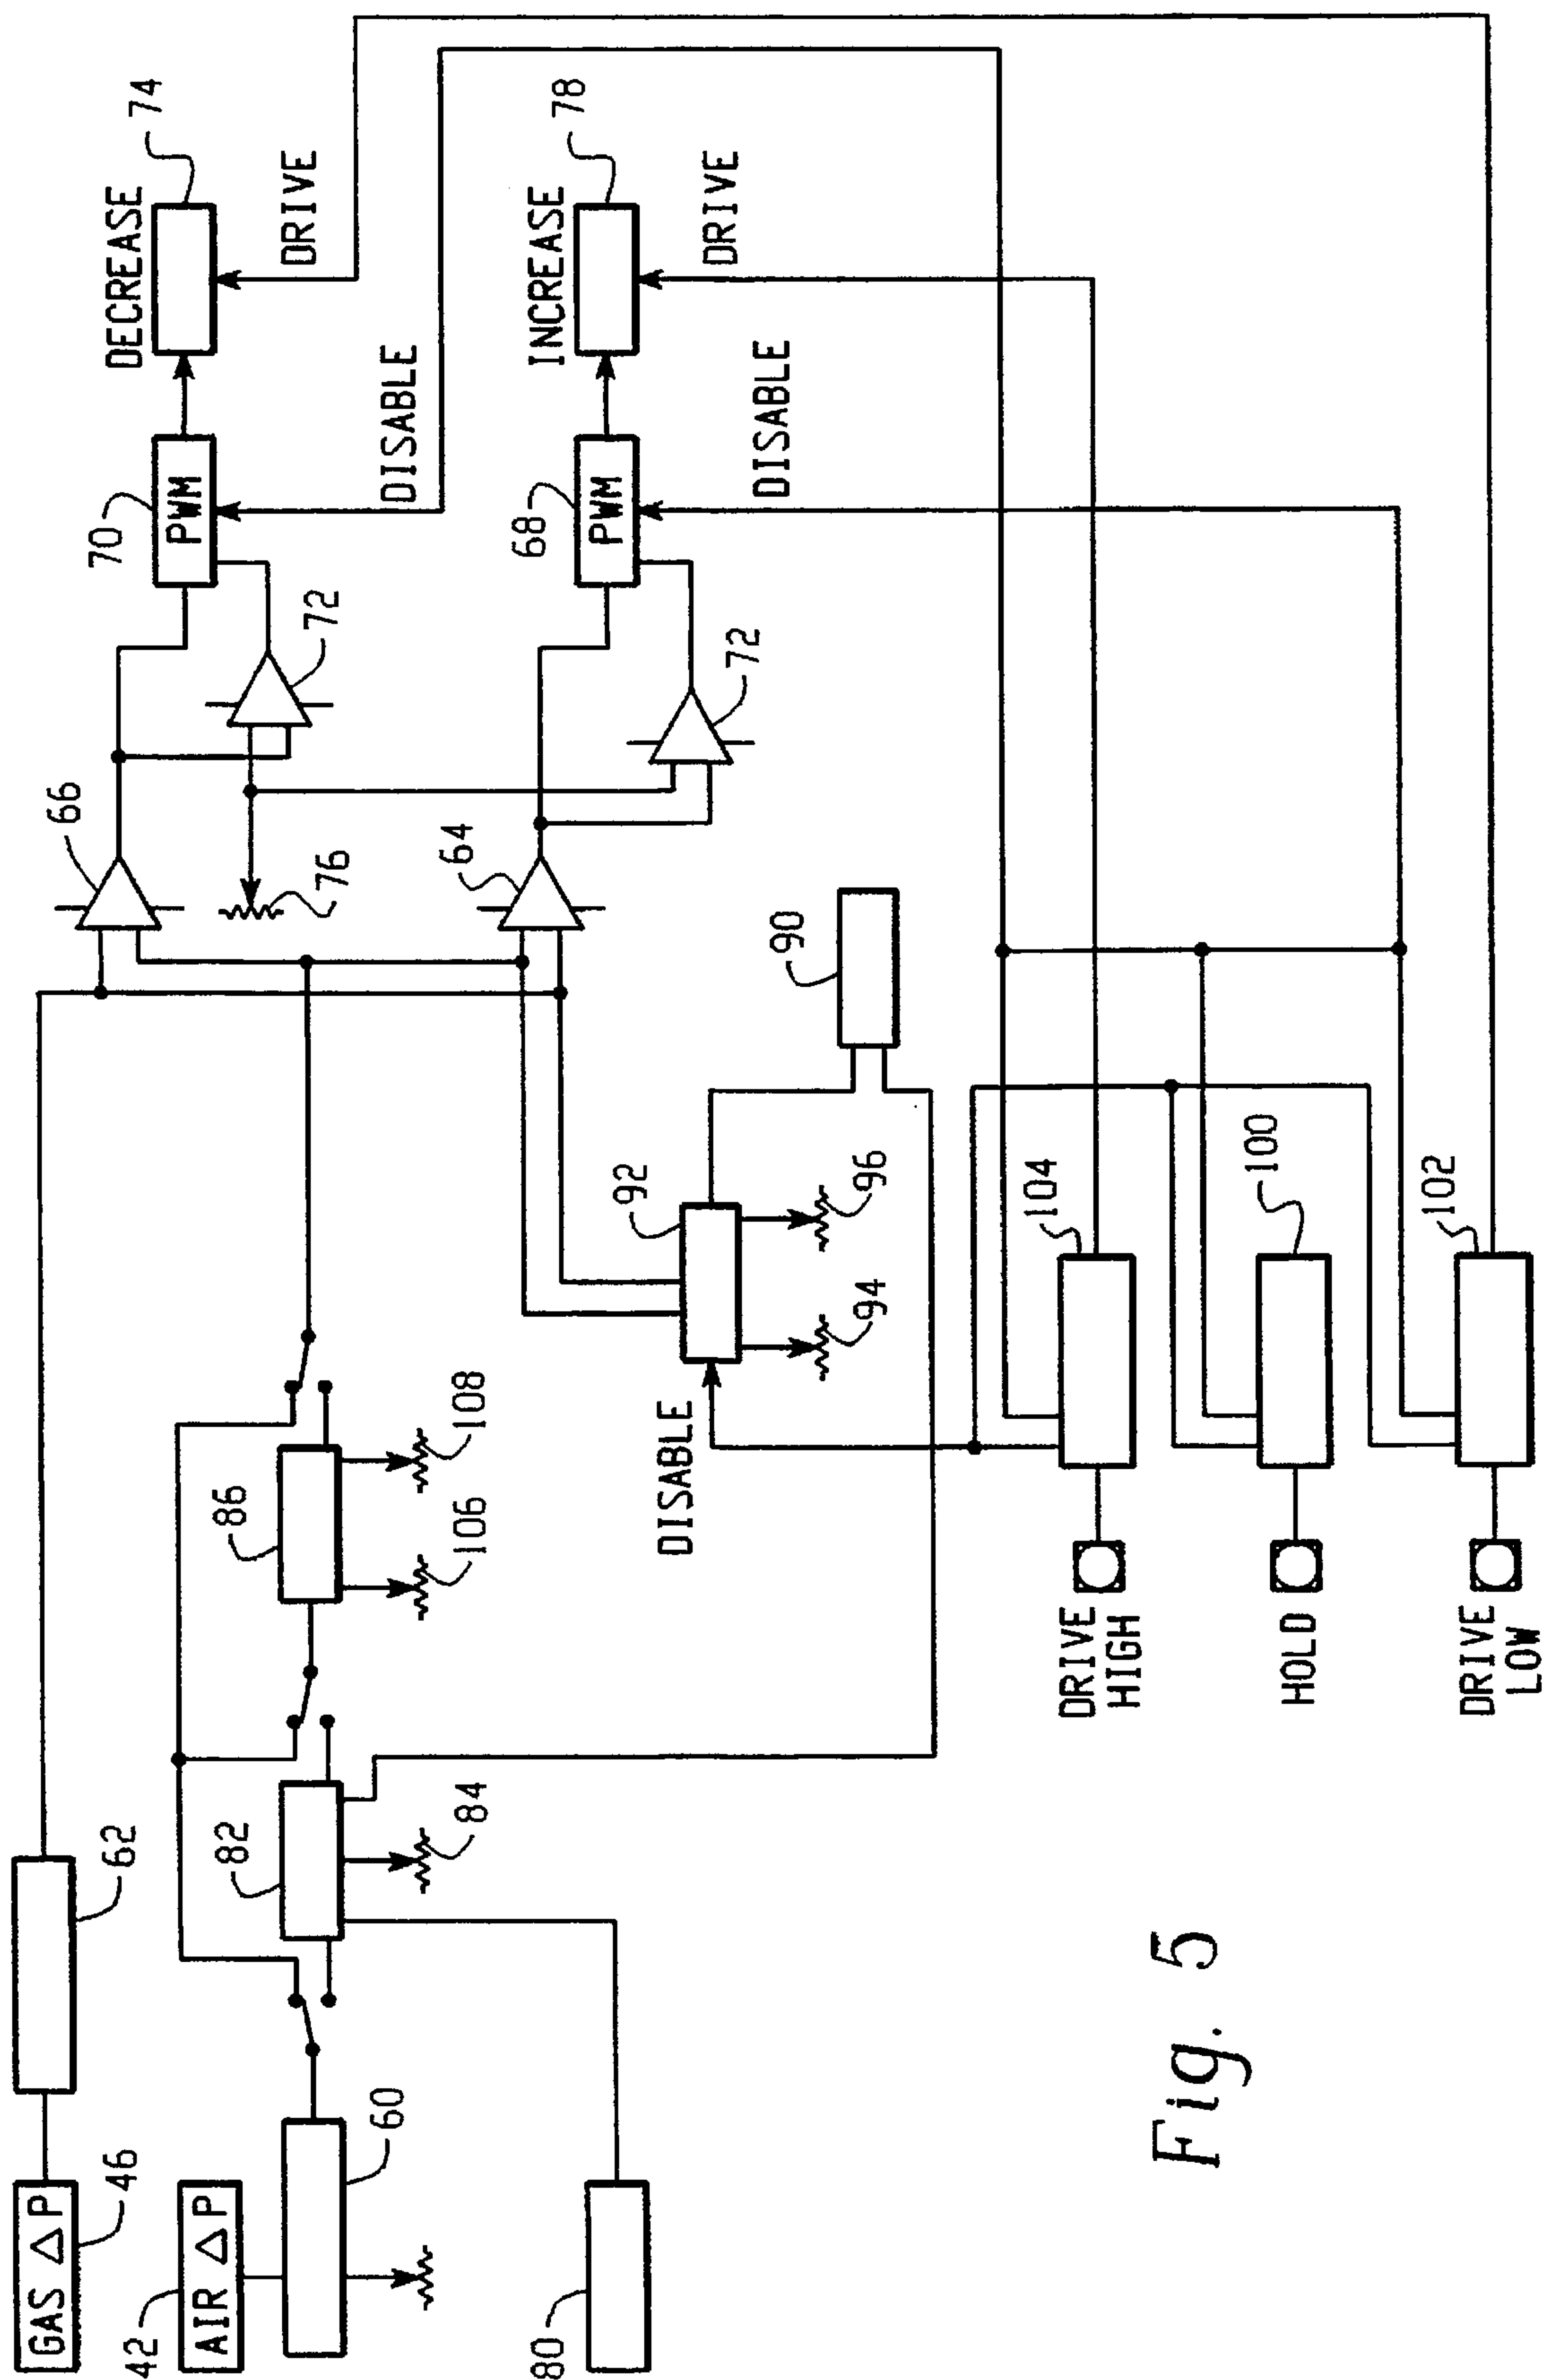 GAS △P
46
62
42
AIR △P
60
80
82
84
86
106
108
66
76
64
72
72
70
PWM
DISABLE
DECREASE
74
DRIVE
68
PWM
DISABLE
INCREASE
78
DRIVE
90
92
94
96
DISABLE
DRIVE
HIGH
104
HOLD
100
DRIVE
LOW
102
Fig. 5